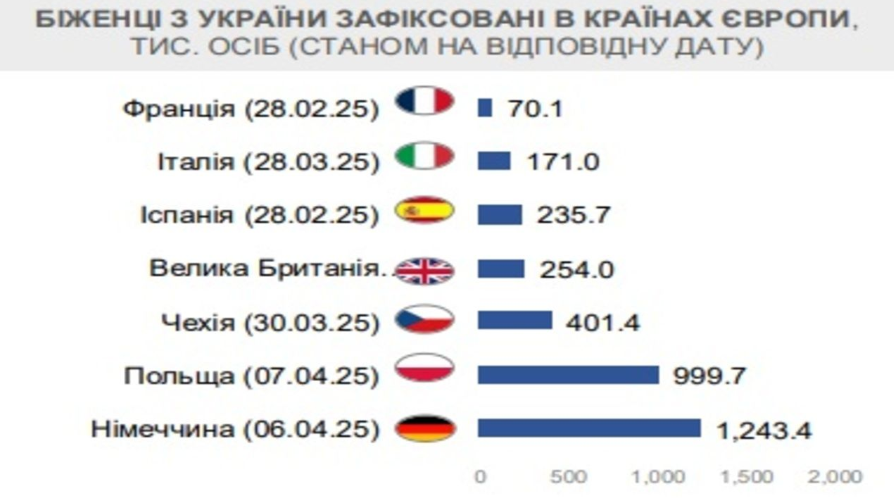 БІЖЕНЦІ З УКРАЇНИ ЗАФІКСОВАНІ В КРАЇНАХ ЄВРОПИ,
ТИС. ОСІБ (СТАНОМ НА ВІДПОВІДНУ ДАТУ)
Франція (28.02.25) 70.1
Італія (28.03.25) 171.0
Іспанія (28.02.25) 235.7
Велика Британія.. 254.0
Чехія (30.03.25) 401.4
Польща (07.04.25) 999.7
Німеччина (06.04.25) 1,243.4
0 500 1,000 1,500 2,000